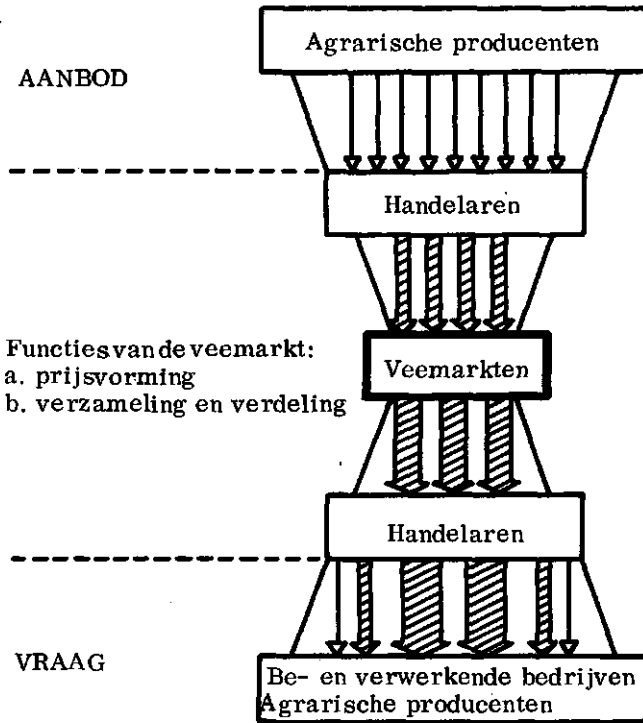 Agrarische producenten
AANBOD
Handelaren
Functies van de veemarkt:
a. prijsvorming
b. verzameling en verdeling
Veemarkten
Handelaren
VRAAG
Be- en verwerkende bedrijven
Agrarische producenten